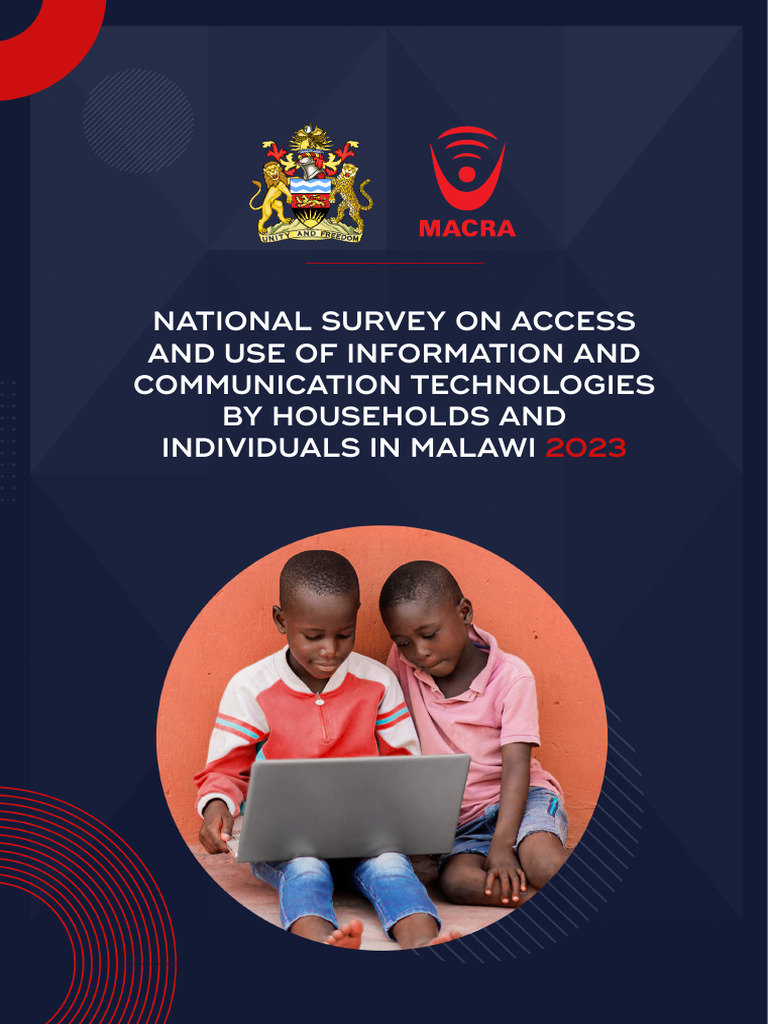 UNITY AND FREEDOM
MACRA
NATIONAL SURVEY ON ACCESS
AND USE OF INFORMATION AND
COMMUNICATION TECHNOLOGIES
BY HOUSEHOLDS AND
INDIVIDUALS IN MALAWI 2023